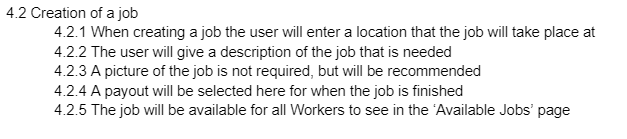 4.2 Creation of a job
4.2.1 When creating a job the user will enter a location that the job will take place at
4.2.2 The user will give a description of the job that is needed
4.2.3 A picture of the job is not required, but will be recommended
4.2.4 A payout will be selected here for when the job is finished
4.2.5 The job will be available for all Workers to see in the ‘Available Jobs’ page